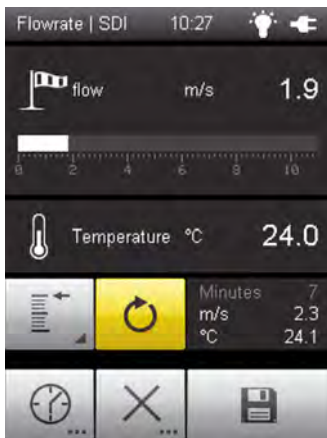 Flowrate | SDI 10:27
flow m/s 1.9
0 2 4 6 8 10
Temperature °C 24.0
Minutes 7
m/s 2.3
°C 24.1
... ...